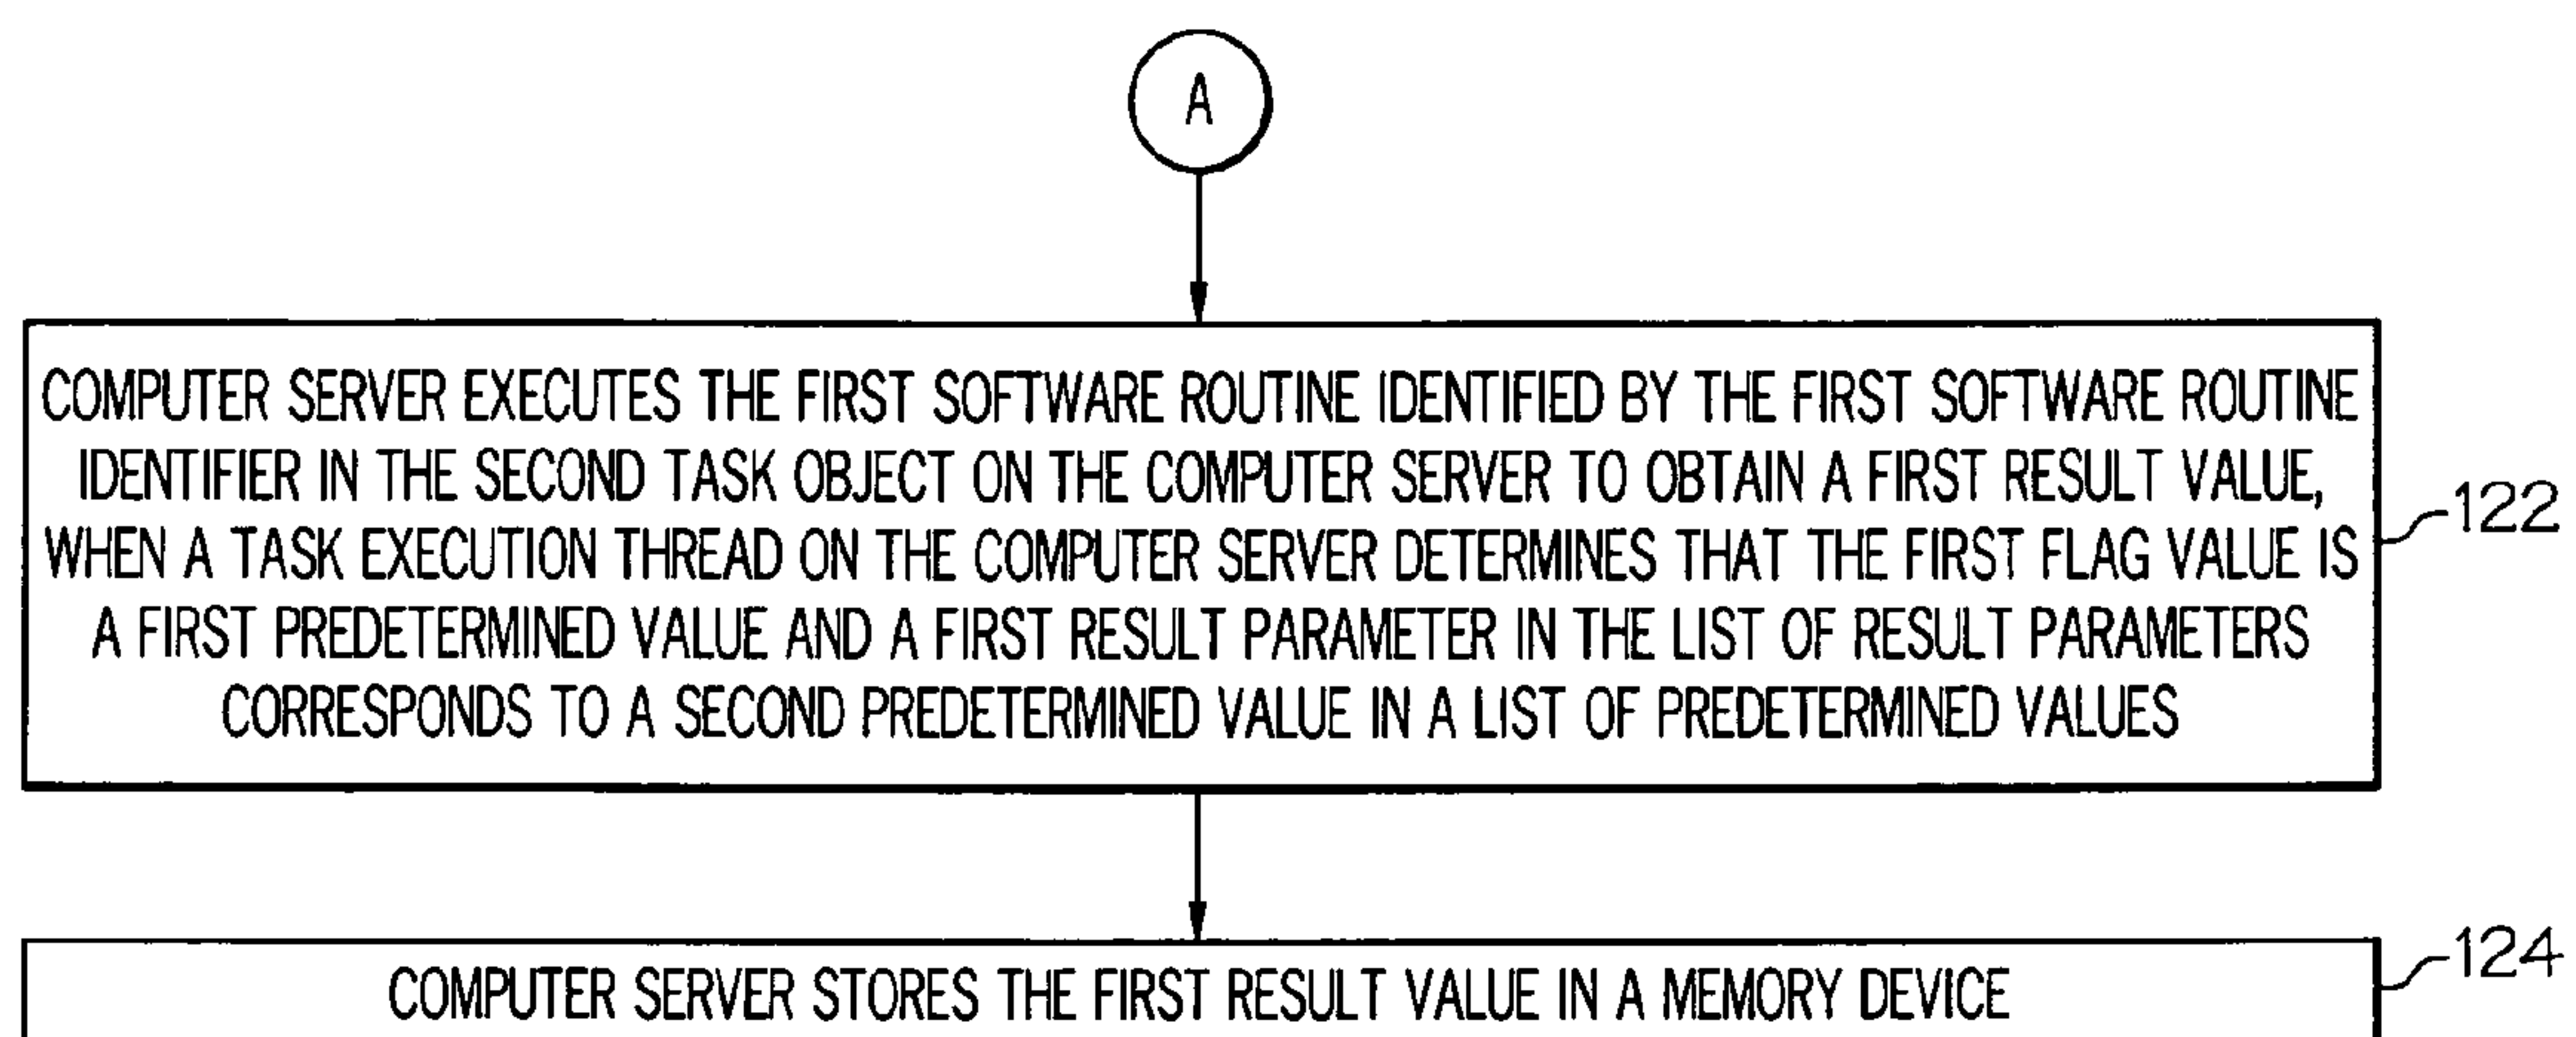 A
COMPUTER SERVER EXECUTES THE FIRST SOFTWARE ROUTINE IDENTIFIED BY THE FIRST SOFTWARE ROUTINE
IDENTIFIER IN THE SECOND TASK OBJECT ON THE COMPUTER SERVER TO OBTAIN A FIRST RESULT VALUE,
WHEN A TASK EXECUTION THREAD ON THE COMPUTER SERVER DETERMINES THAT THE FIRST FLAG VALUE IS
A FIRST PREDETERMINED VALUE AND A FIRST RESULT PARAMETER IN THE LIST OF RESULT PARAMETERS
CORRESPONDS TO A SECOND PREDETERMINED VALUE IN A LIST OF PREDETERMINED VALUES
122
COMPUTER SERVER STORES THE FIRST RESULT VALUE IN A MEMORY DEVICE
124